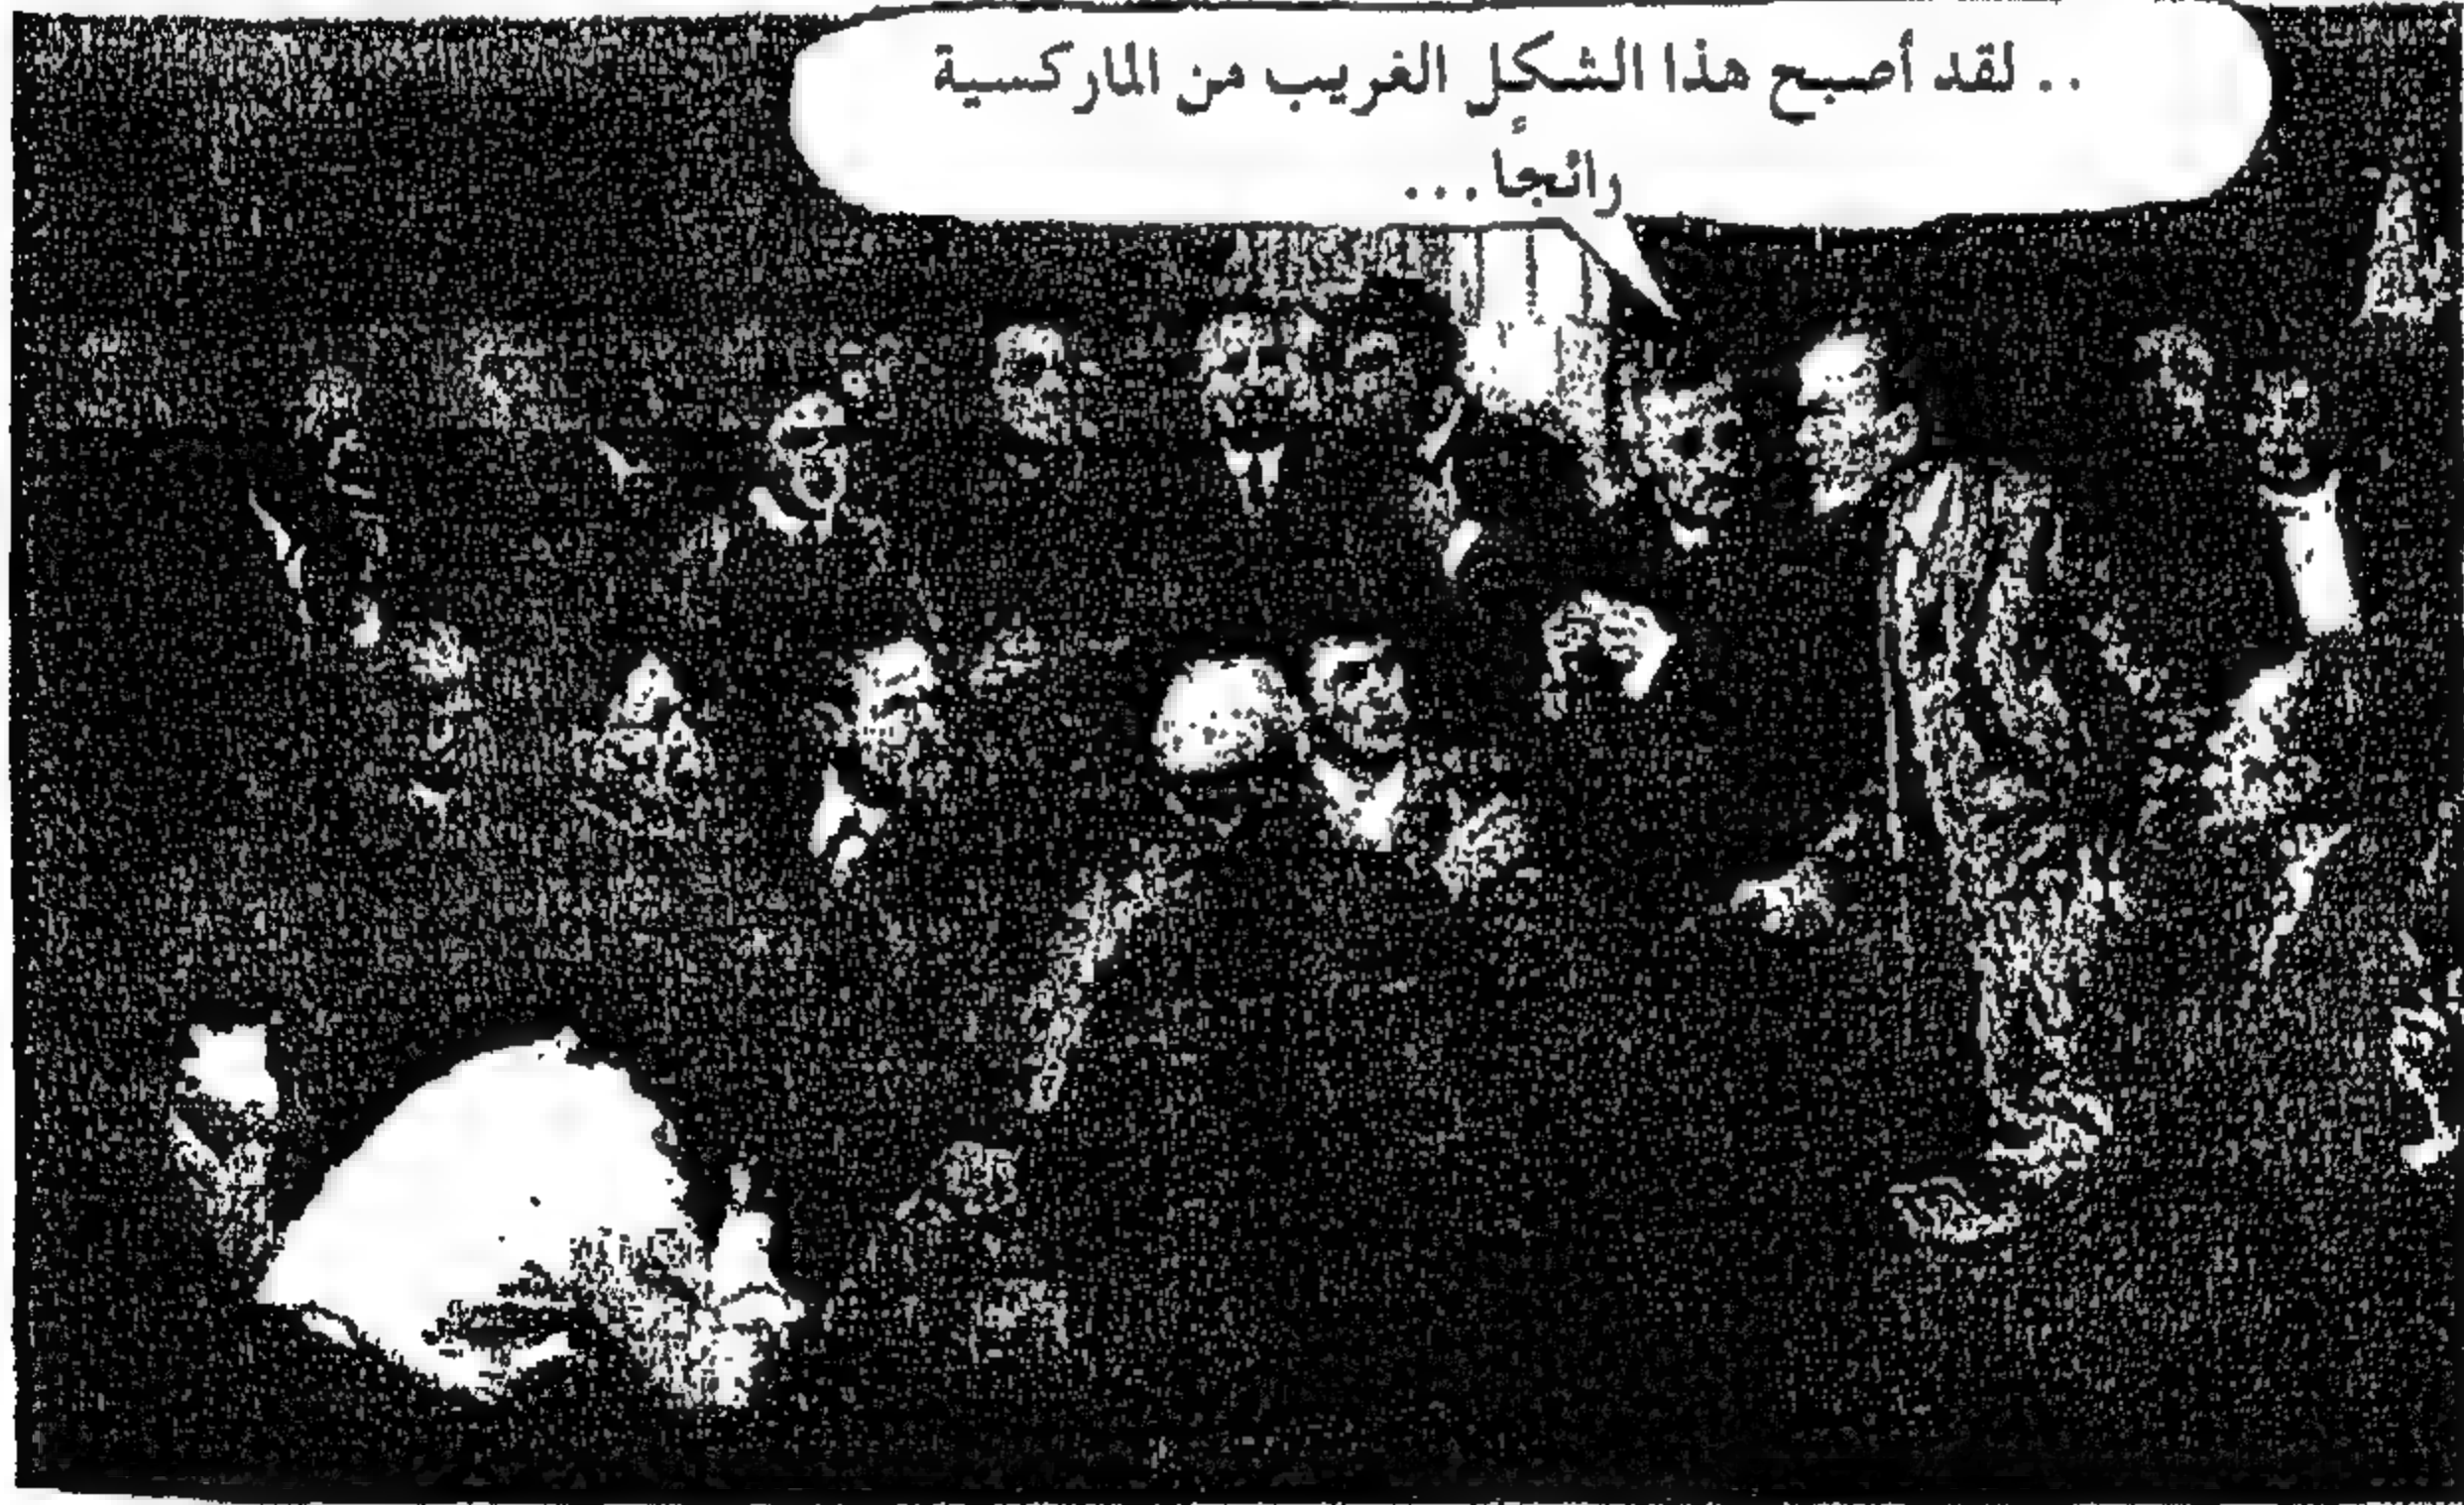 .. لقد أصبح هذا الشكل الغريب من الماركسية
رائجاً ...